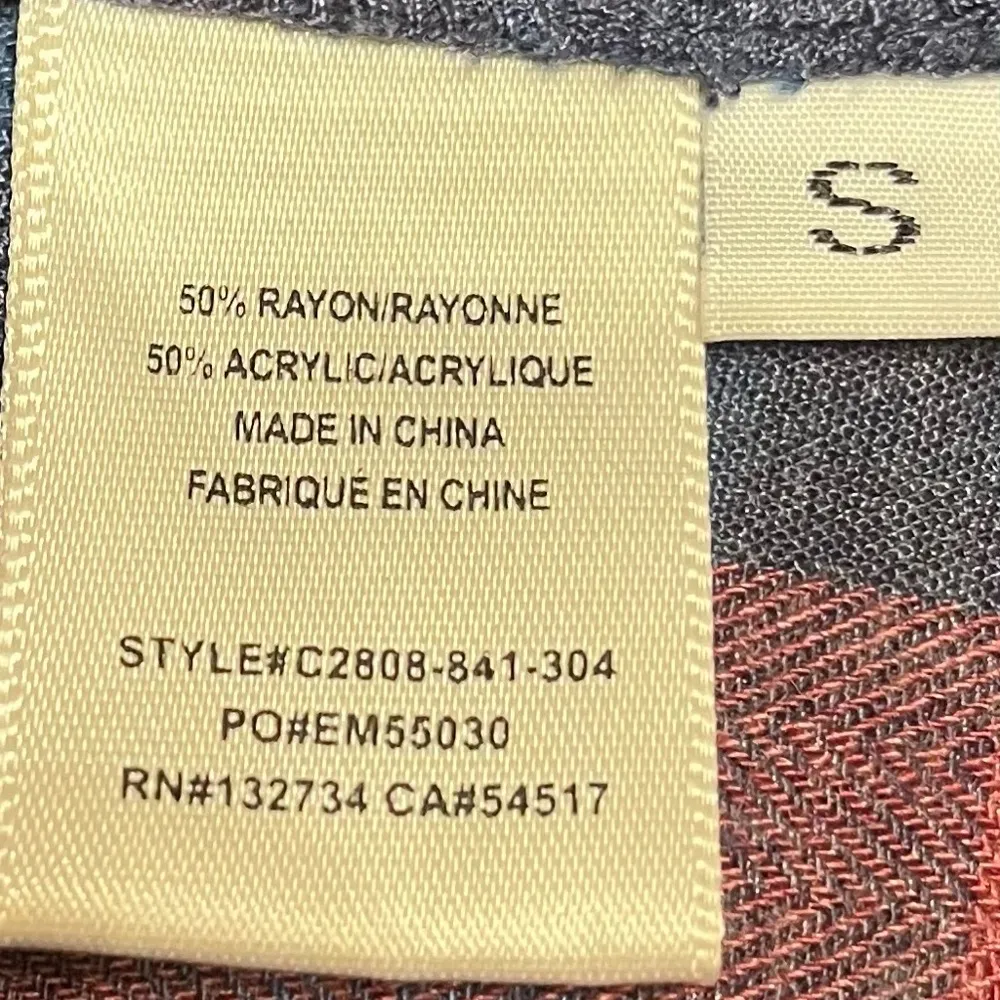 S
50% RAYON/RAYONNE
50% ACRYLIC/ACRYLIQUE
MADE IN CHINA
FABRIQUÉ EN CHINE
STYLE#C2808-841-304
PO#EM55030
RN#132734 CA#54517